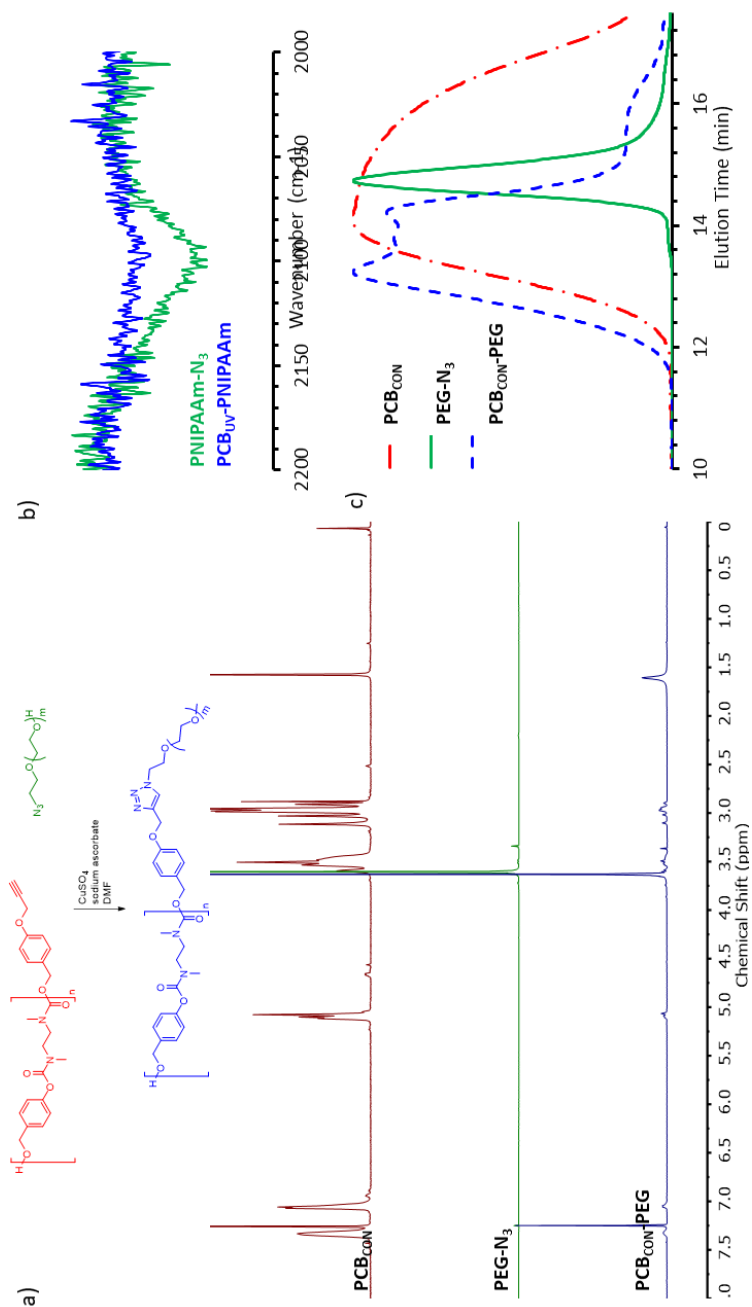 a)
H
O
O
O
N
N
O
O
n
O
N3
O
O
H
m
CuSO4
sodium ascorbate
DMF
H
O
O
O
N
N
O
O
n
O
N
N
N
O
O
m
PCBCON
PEG-N3
PCBCON-PEG
.0 7.5 7.0 6.5 6.0 5.5 5.0 4.5 4.0 3.5 3.0 2.5 2.0 1.5 1.0 0.5 0
Chemical Shift (ppm)
b)
PNIPAAm-N3
PCBUV-PNIPAAm
2200 2150 2100 2050 2000
Wavenumber (cm-1)
c)
PCBCON
PEG-N3
PCBCON-PEG
10 12 14 16
Elution Time (min)